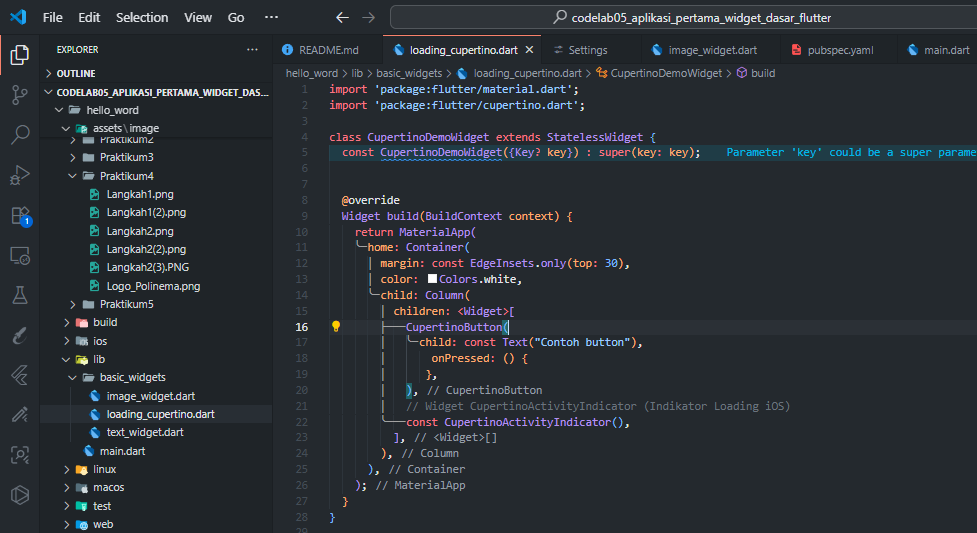 File Edit Selection View Go ··· codelab05_aplikasi_pertama_widget_dasar_flutter
EXPLORER ···
OUTLINE
CODELAB05_APLIKASI_PERTAMA_WIDGET_DAS...
hello_word
assets\image
Praktikum2
Praktikum3
Praktikum4
Langkah1.png
Langkah1(2).png
Langkah2.png
Langkah2(2).png
Langkah2(3).PNG
Logo_Polinema.png
Praktikum5
build
ios
lib
basic_widgets
image_widget.dart
loading_cupertino.dart
text_widget.dart
main.dart
linux
macos
test
web
1
README.md loading_cupertino.dart Settings image_widget.dart pubspec.yaml main.dart
hello_word > lib > basic_widgets > loading_cupertino.dart > CupertinoDemoWidget > build
1 import 'package:flutter/material.dart';
2 import 'package:flutter/cupertino.dart';
3
4 class CupertinoDemoWidget extends StatelessWidget {
5 const CupertinoDemoWidget({Key? key}) : super(key: key); Parameter 'key' could be a super parame
6
7
8 @override
9 Widget build(BuildContext context) {
10 return MaterialApp(
11 home: Container(
12 margin: const EdgeInsets.only(top: 30),
13 color: Colors.white,
14 child: Column(
15 children: <Widget>[
16 CupertinoButton(
17 child: const Text("Contoh button"),
18 onPressed: () {
19 },
20 ), // CupertinoButton
21 // Widget CupertinoActivityIndicator (Indikator Loading iOS)
22 const CupertinoActivityIndicator(),
23 ], // <Widget>[]
24 ), // Column
25 ), // Container
26 ); // MaterialApp
27 }
28 }
29